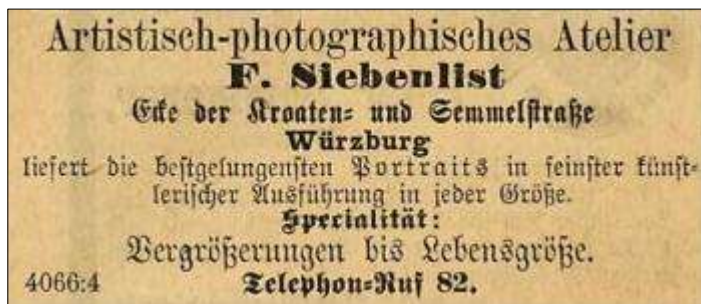 Artistisch-photographisches Atelier
F. Siebenlist
Ecke der Kroaten- und Semmelstraße
Würzburg
liefert die bestgelungensten Portraits in feinster künst-
lerischer Ausführung in jeder Größe.
Specialität:
Vergrößerungen bis Lebensgröße.
4066:4 Telephon-Ruf 82.